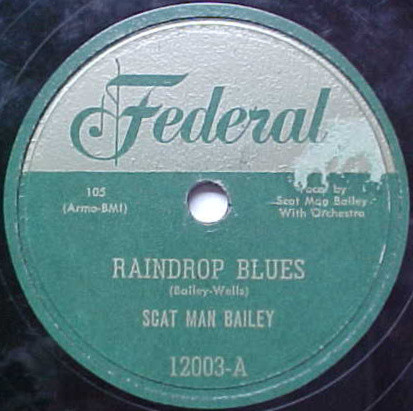 Federal
105
(Armo-BMI)
Vocal by
Scat Man Bailey
With Orchestra
RAINDROP BLUES
(Bailey-Wells)
SCAT MAN BAILEY
12003-A